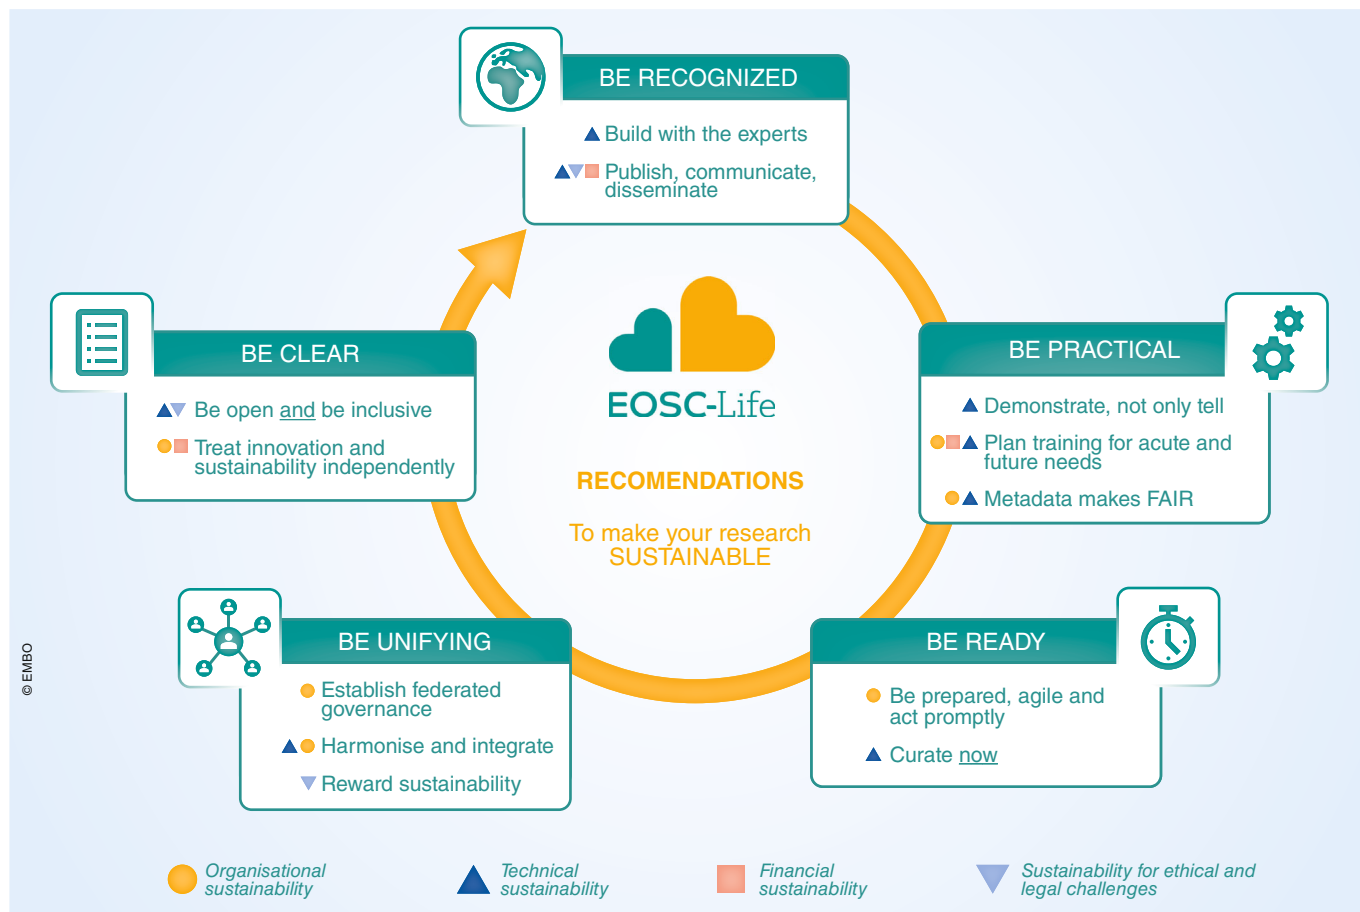 BE RECOGNIZED
Build with the experts
Publish, communicate,
disseminate
BE PRACTICAL
Demonstrate, not only tell
Plan training for acute and
future needs
Metadata makes FAIR
BE READY
Be prepared, agile and
act promptly
Curate now
BE UNIFYING
Establish federated
governance
Harmonise and integrate
Reward sustainability
BE CLEAR
Be open and be inclusive
Treat innovation and
sustainability independently
EOSC-Life
RECOMENDATIONS
To make your research
SUSTAINABLE
© EMBO
Organisational
sustainability
Technical
sustainability
Financial
sustainability
Sustainability for ethical and
legal challenges